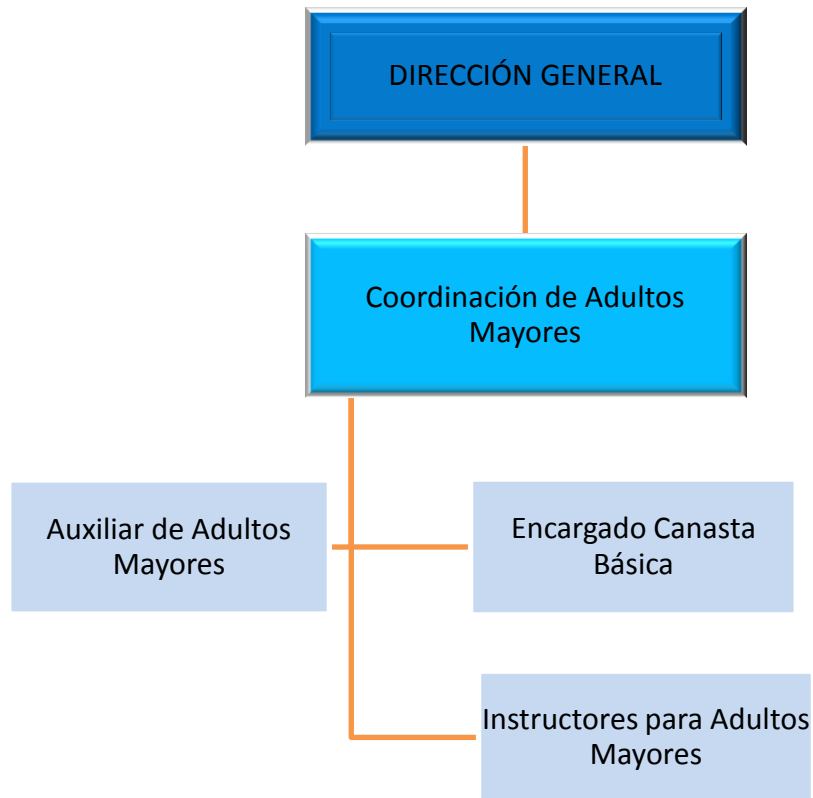 DIRECCIÓN GENERAL
Coordinación de Adultos
Mayores
Auxiliar de Adultos
Mayores
Encargado Canasta
Básica
Instructores para Adultos
Mayores